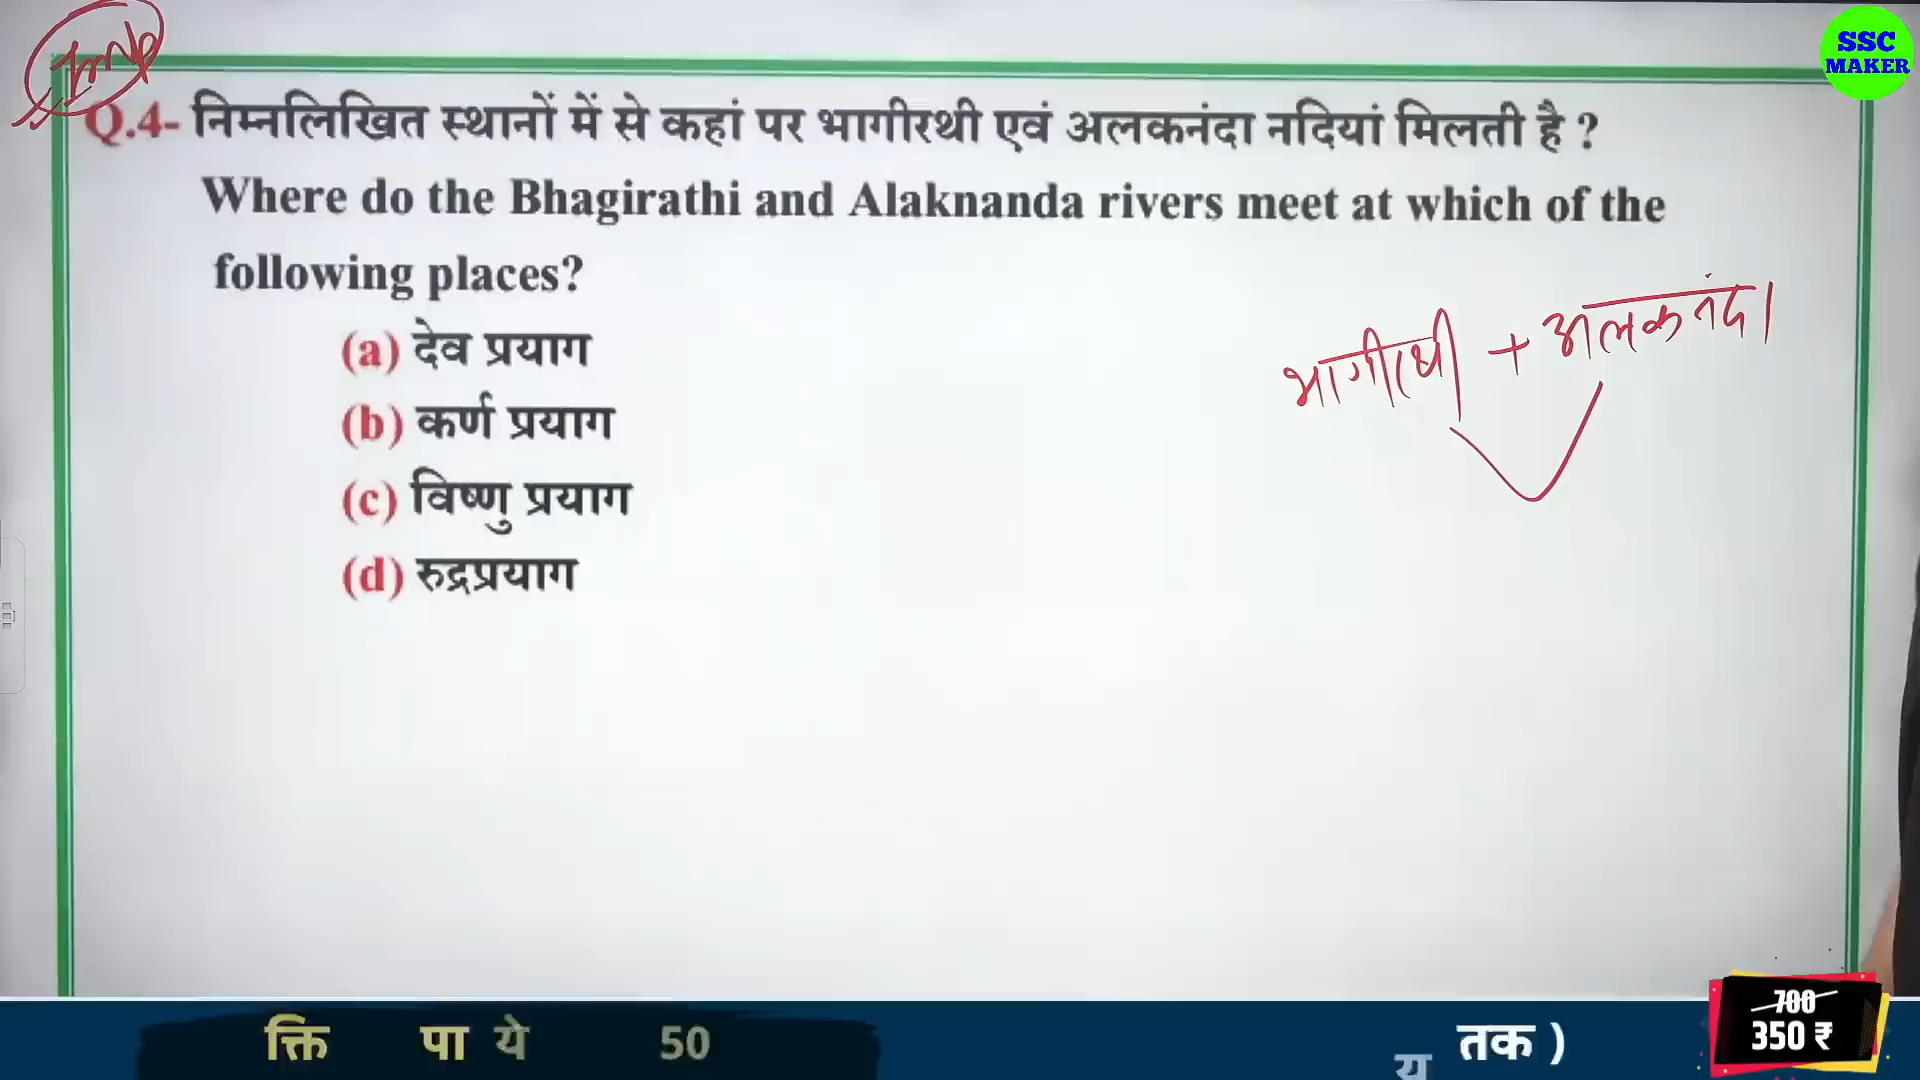 Imp
SSC
MAKER
Q.4- निम्नलिखित स्थानों में से कहां पर भागीरथी एवं अलकनंदा नदियां मिलती है ?
Where do the Bhagirathi and Alaknanda rivers meet at which of the
following places?
भागीरथी + अलकनंदा
(a) देव प्रयाग
(b) कर्ण प्रयाग
(c) विष्णु प्रयाग
(d) रुद्रप्रयाग
क्ति पा ये 50 य तक )
700
350 ₹